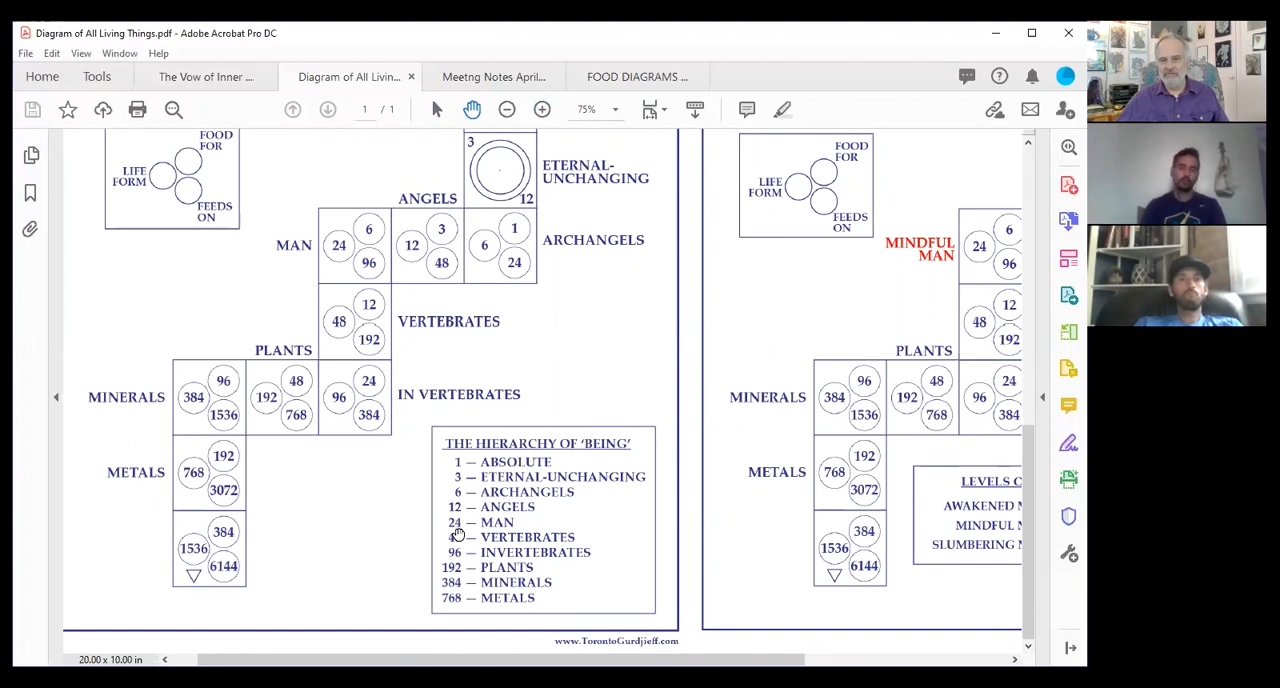 Diagram of All Living Things.pdf - Adobe Acrobat Pro DC
File Edit View Window Help
Home Tools The Vow of Inner ... Diagram of All Livin... × Meetng Notes April... FOOD DIAGRAMS ...
1 / 1 75%
LIFE FORM
FOOD FOR
FEEDS ON
3
12
ETERNAL-
UNCHANGING
ANGELS
MAN
24 6 96
12 3 48
6 1 24
ARCHANGELS
48 12 192
VERTEBRATES
PLANTS
MINERALS
384 96 1536
192 48 768
96 24 384
IN VERTEBRATES
METALS
768 192 3072
1536 384 6144
THE HIERARCHY OF ‘BEING’
1 – ABSOLUTE
3 – ETERNAL-UNCHANGING
6 – ARCHANGELS
12 – ANGELS
24 – MAN
– VERTEBRATES
96 – INVERTEBRATES
192 – PLANTS
384 – MINERALS
768 – METALS
www.TorontoGurdjieff.com
LIFE FORM
FOOD FOR
FEEDS ON
MINDFUL
MAN
24 6 96
48 12 192
PLANTS
MINERALS
384 96 1536
192 48 768
96 24 384
METALS
768 192 3072
1536 384 6144
LEVELS
AWAKENED
MINDFUL
SLUMBERING
20.00 x 10.00 in